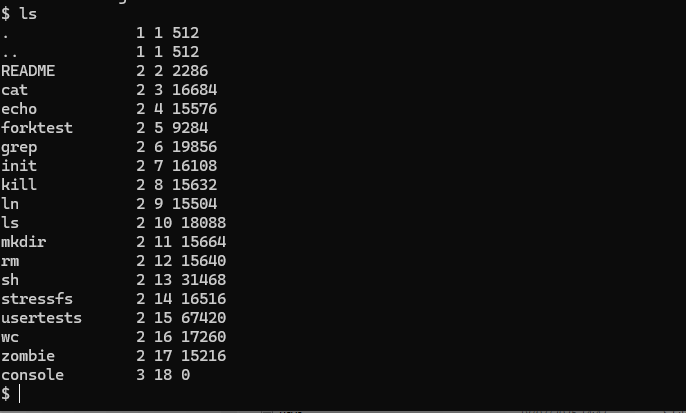 $ ls
.              1 1 512
..             1 1 512
README         2 2 2286
cat            2 3 16684
echo           2 4 15576
forktest       2 5 9284
grep           2 6 19856
init           2 7 16108
kill           2 8 15632
ln             2 9 15504
ls             2 10 18088
mkdir          2 11 15664
rm             2 12 15640
sh             2 13 31468
stressfs       2 14 16516
usertests      2 15 67420
wc             2 16 17260
zombie         2 17 15216
console        3 18 0
$